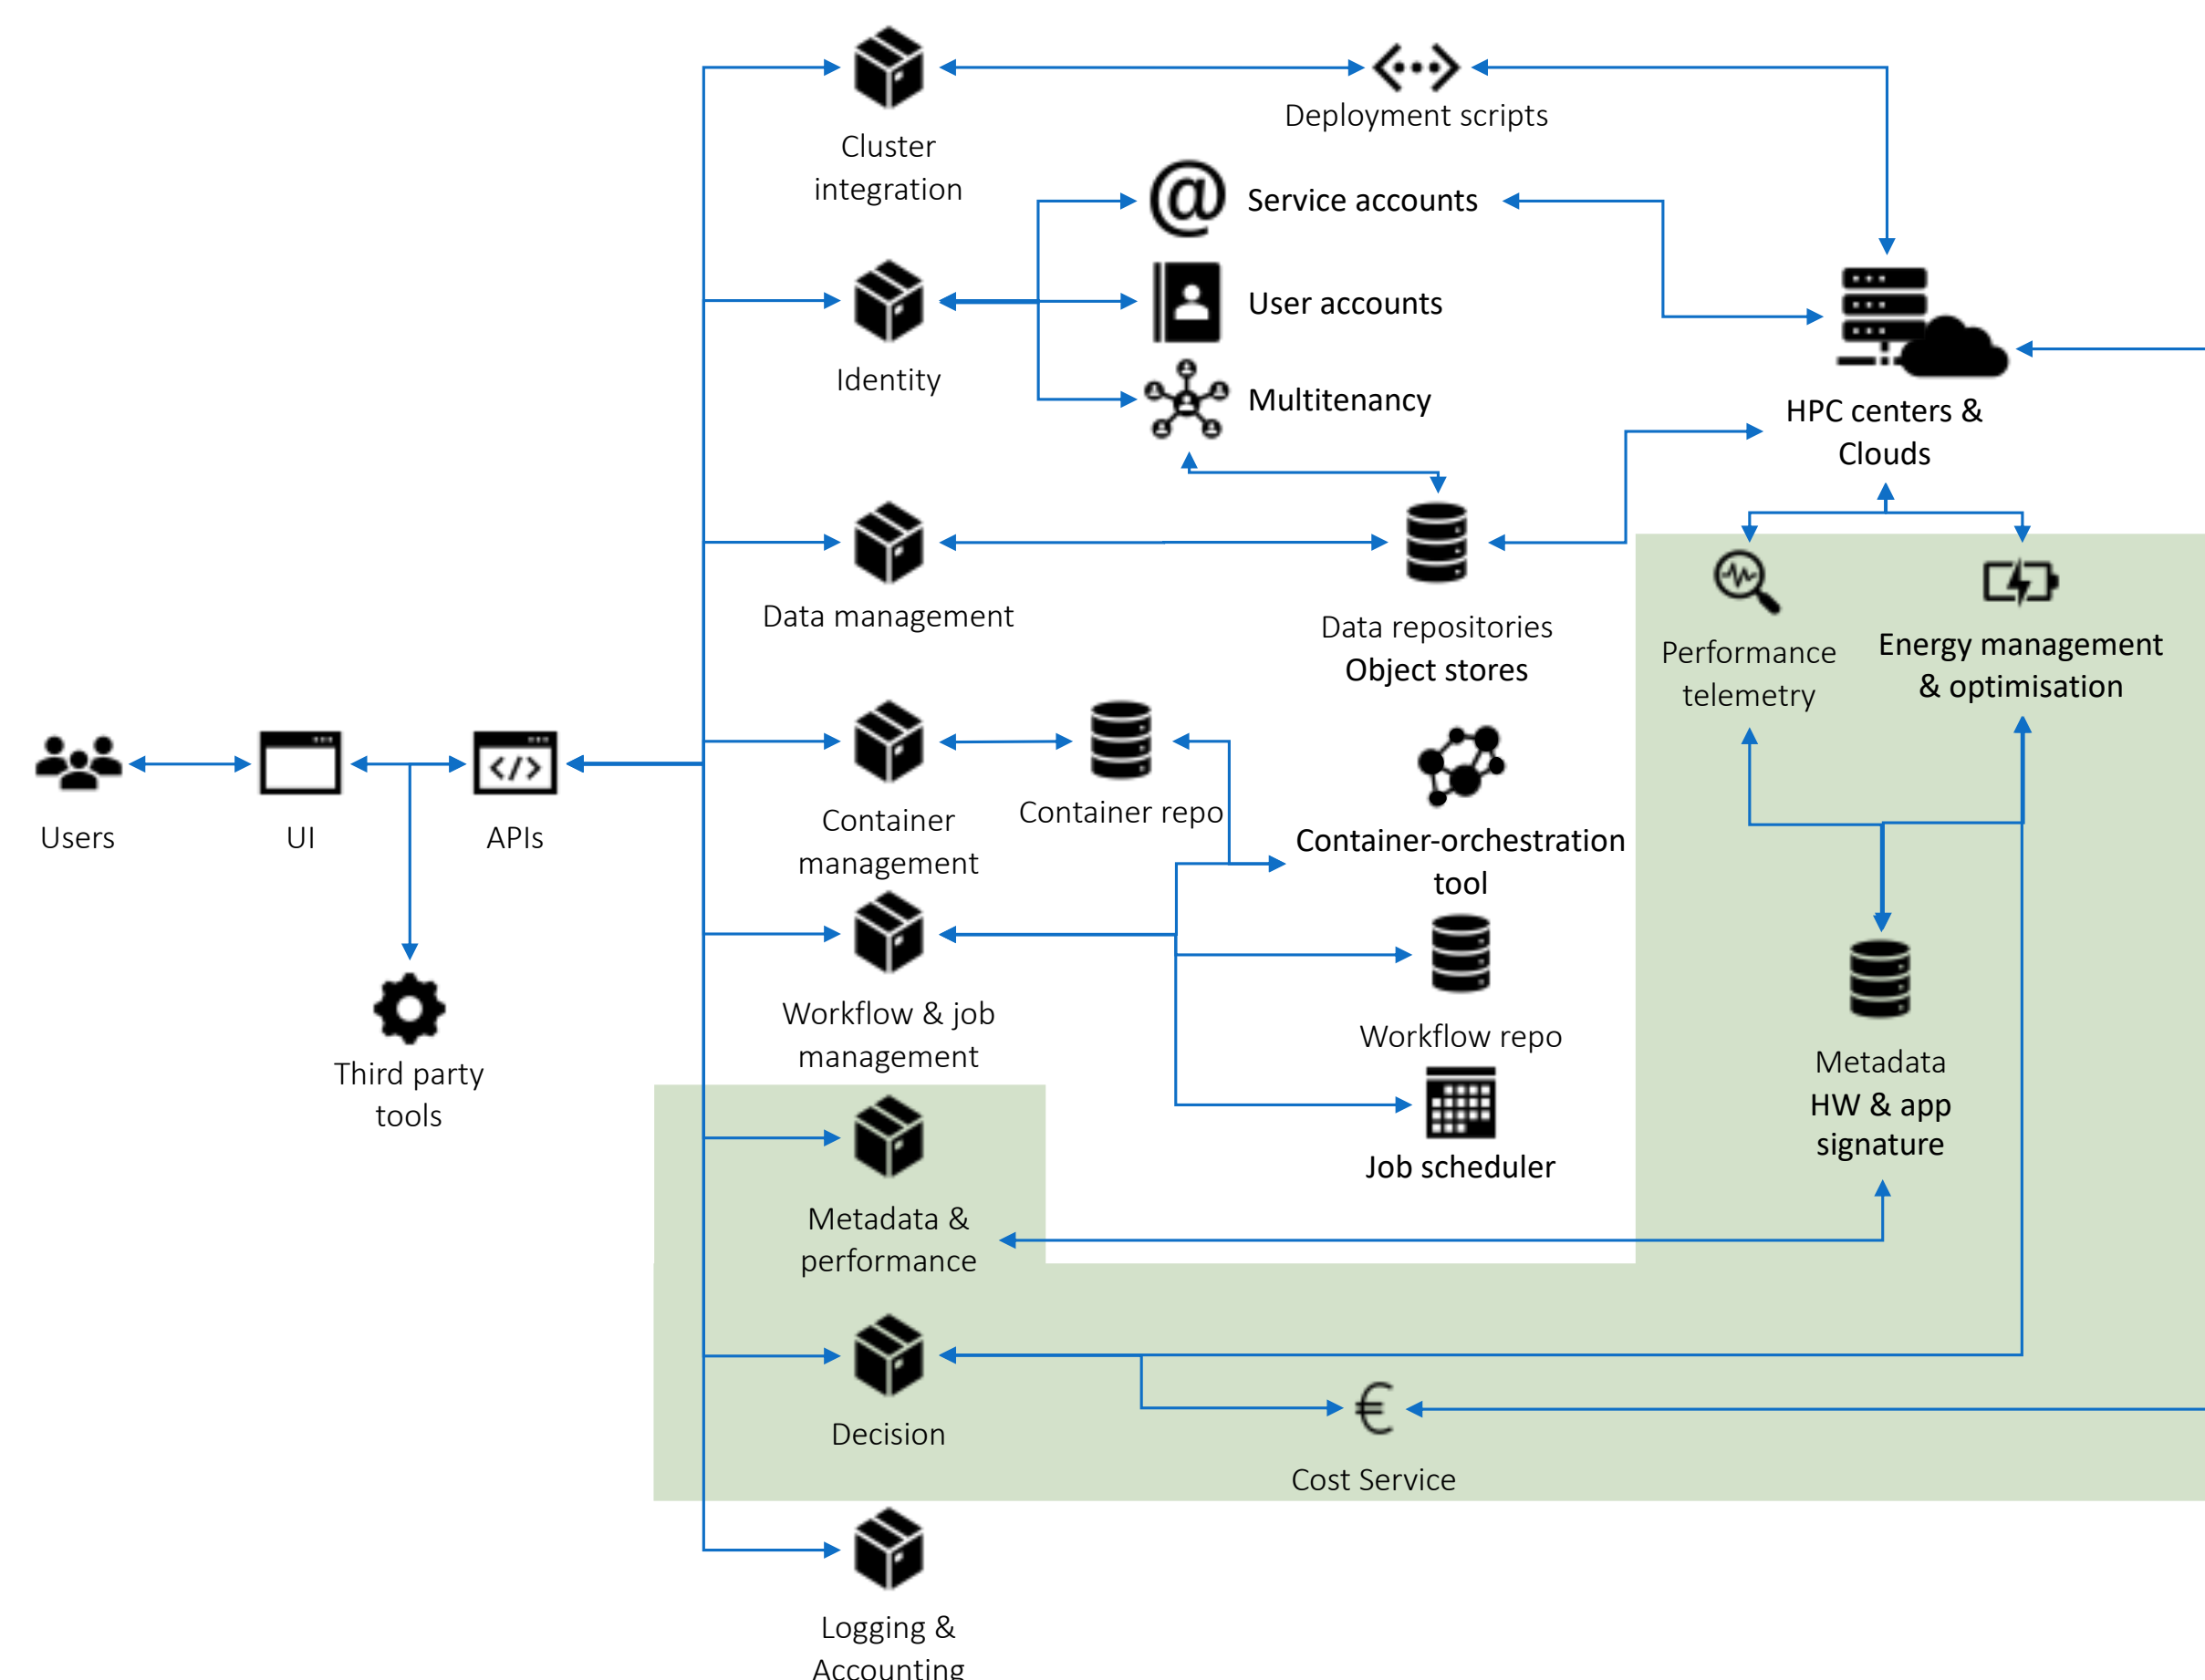 Deployment scripts
Cluster
integration
Service accounts
User accounts
Identity
Multitenancy
HPC centers &
Clouds
Data management
Data repositories
Object stores
Performance
telemetry
Energy management
& optimisation
Users
UI
</>
APIs
Container
management
Container repo
Container-orchestration
tool
Third party
tools
Workflow & job
management
Workflow repo
Job scheduler
Metadata
HW & app
signature
Metadata &
performance
Decision
€
Cost Service
Logging &
Accounting